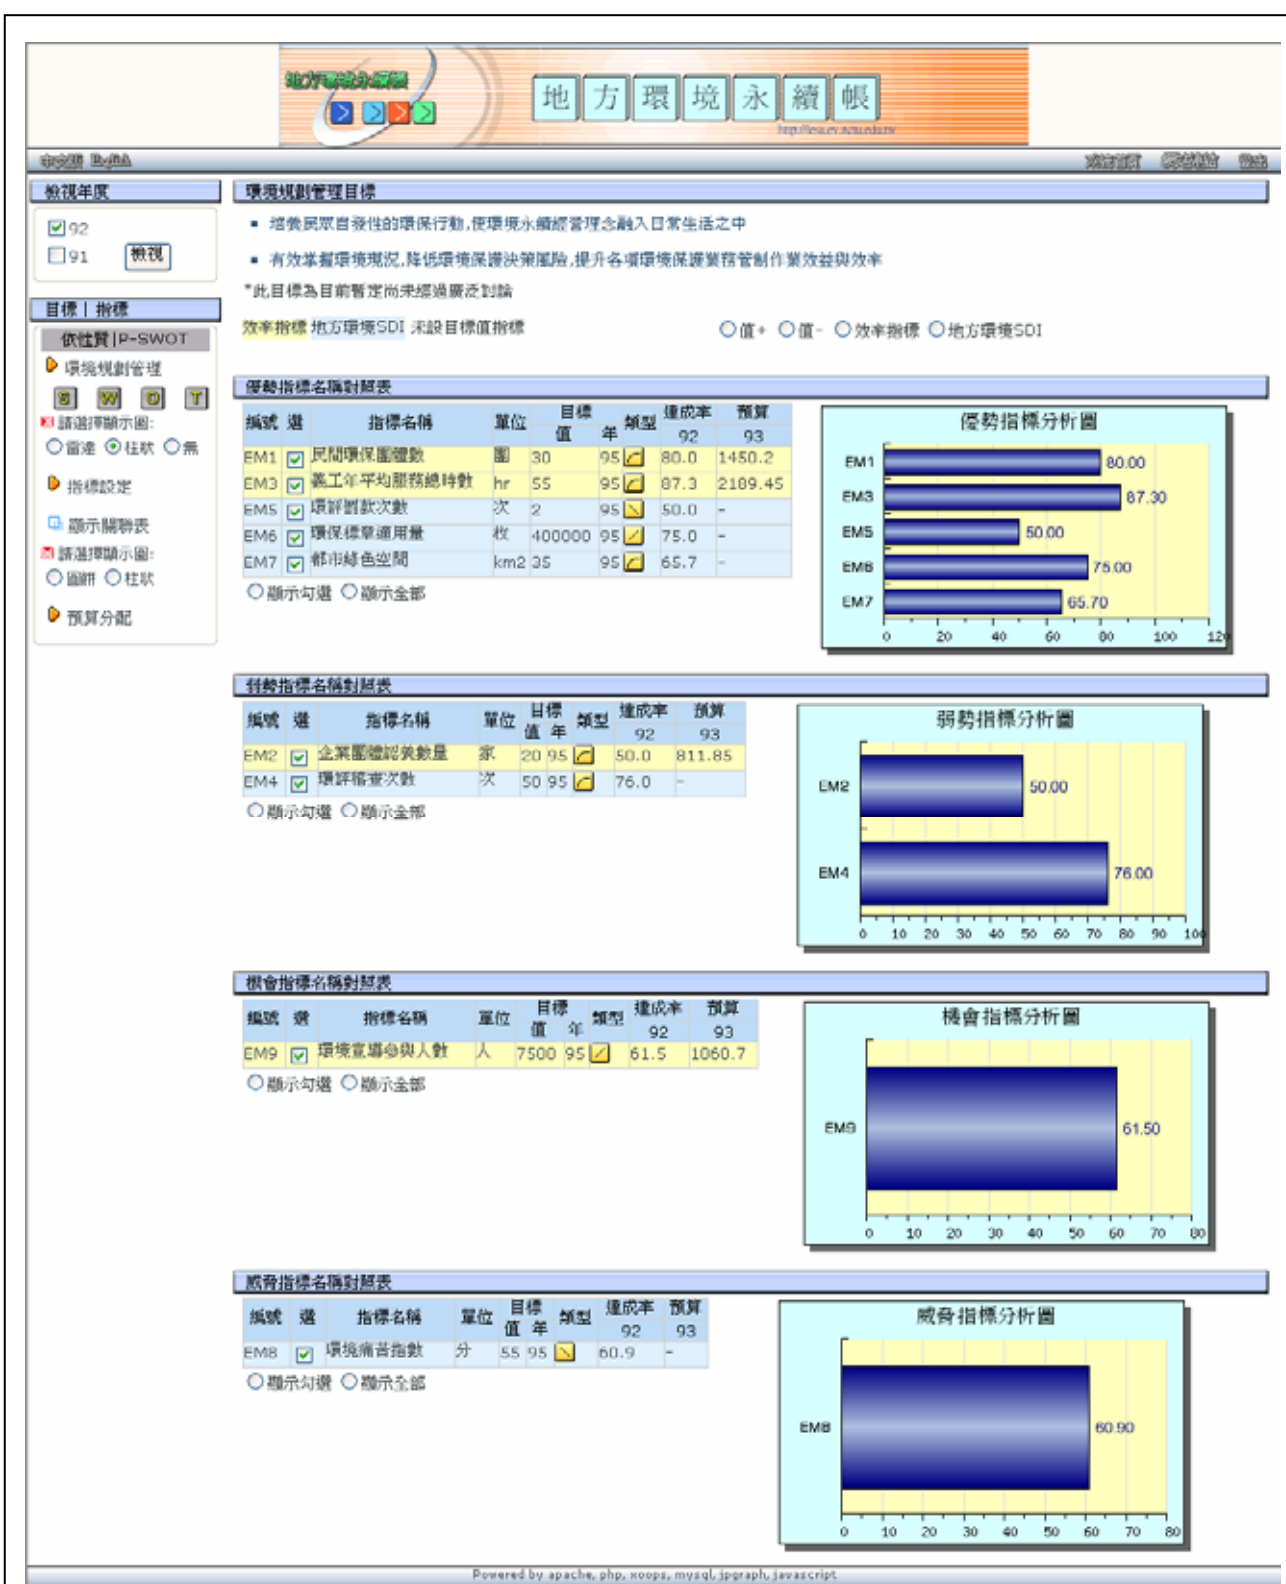 地方環境永續帳
地 方 環 境 永 續 帳
中文版 English
檢視年度
92
91 檢視
目標 | 指標
依性質|P-SWOT
環境規劃管理
S W O T
請選擇顯示圖:
雷達 柱狀 無
指標設定
顯示關聯表
請選擇顯示圖:
圓餅 柱狀
預算分配
環境規劃管理目標
培養民眾自發性的環保行動,使環境永續經營理念融入日常生活之中
有效掌握環境現況,降低環境保護決策風險,提升各項環境保護業務管制作業效益與效率
*此目標為目前暫定尚未經過廣泛討論
效率指標 地方環境SDI 未設目標值指標 值+ 值- 效率指標 地方環境SDI
優勢指標名稱對照表
編號 選 指標名稱 單位 目標 類型 達成率 預算
值 年 92 93
EM1 民間環保團體數 團 30 95 80.0 1450.2
EM3 義工年平均服務總時數 hr 55 95 87.3 2189.45
EM5 環評罰款次數 次 2 95 50.0 -
EM6 環保標章適用量 枚 400000 95 75.0 -
EM7 都市綠色空間 km2 35 95 65.7 -
顯示勾選 顯示全部
優勢指標分析圖
EM1 80.00
EM3 87.30
EM5 50.00
EM6 75.00
EM7 65.70
0 20 40 60 80 100 120
弱勢指標名稱對照表
編號 選 指標名稱 單位 目標 類型 達成率 預算
值 年 92 93
EM2 企業團體認養數量 家 20 95 50.0 811.85
EM4 環評稽查次數 次 50 95 76.0 -
顯示勾選 顯示全部
弱勢指標分析圖
EM2 50.00
EM4 76.00
0 10 20 30 40 50 60 70 80 90 100
機會指標名稱對照表
編號 選 指標名稱 單位 目標 類型 達成率 預算
值 年 92 93
EM9 環境宣導參與人數 人 7500 95 61.5 1060.7
顯示勾選 顯示全部
機會指標分析圖
EM9 61.50
0 10 20 30 40 50 60 70 80
威脅指標名稱對照表
編號 選 指標名稱 單位 目標 類型 達成率 預算
值 年 92 93
EM8 環境痛苦指數 分 55 95 60.9 -
顯示勾選 顯示全部
威脅指標分析圖
EM8 60.90
0 10 20 30 40 50 60 70 80
Powered by apache, php, xoops, mysql, jpgraph, javascript